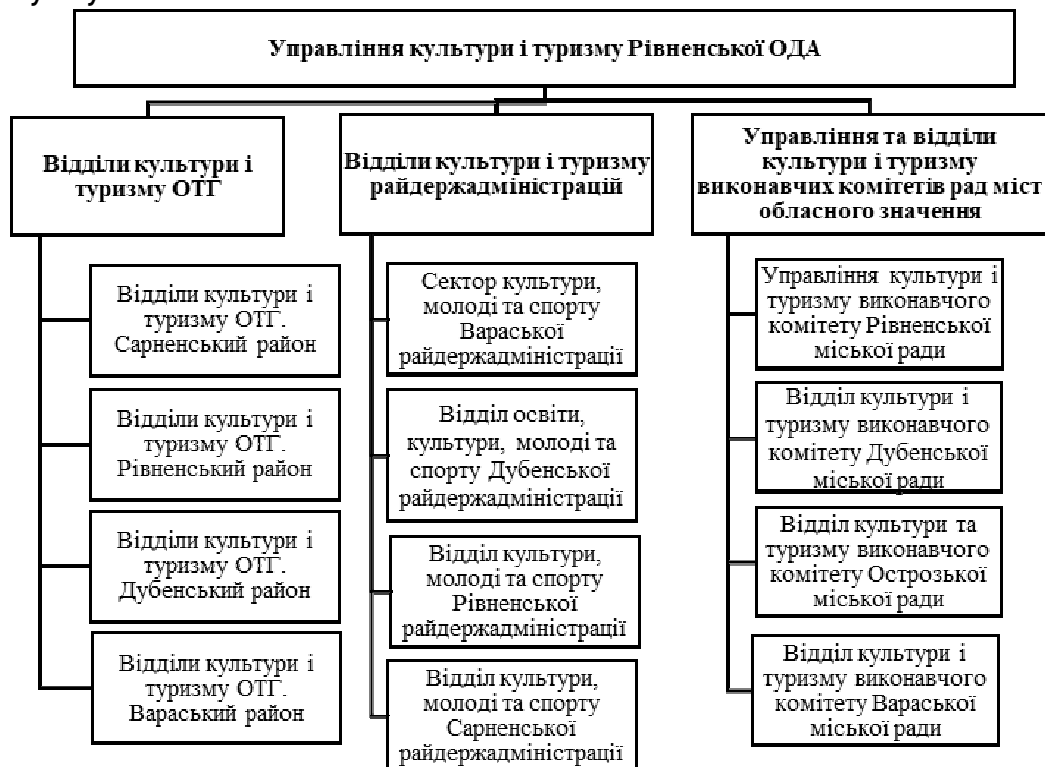 Управління культури і туризму Рівненської ОДА
Відділи культури і
туризму ОТГ
Відділи культури і туризму
райдержадміністрацій
Управління та відділи
культури і туризму
виконавчих комітетів рад міст
обласного значення
Відділи культури і
туризму ОТГ.
Сарненський район
Відділи культури і
туризму ОТГ.
Рівненський район
Відділи культури і
туризму ОТГ.
Дубенський район
Відділи культури і
туризму ОТГ.
Вараський район
Сектор культури,
молоді та спорту
Вараської
райдержадміністрації
Відділ освіти,
культури, молоді та
спорту Дубенської
райдержадміністрації
Відділ культури,
молоді та спорту
Рівненської
райдержадміністрації
Відділ культури,
молоді та спорту
Сарненської
райдержадміністрації
Управління культури і
туризму виконавчого
комітету Рівненської
міської ради
Відділ культури і
туризму виконавчого
комітету Дубенської
міської ради
Відділ культури та
туризму виконавчого
комітету Острозької
міської ради
Відділ культури і
туризму виконавчого
комітету Вараської
міської ради